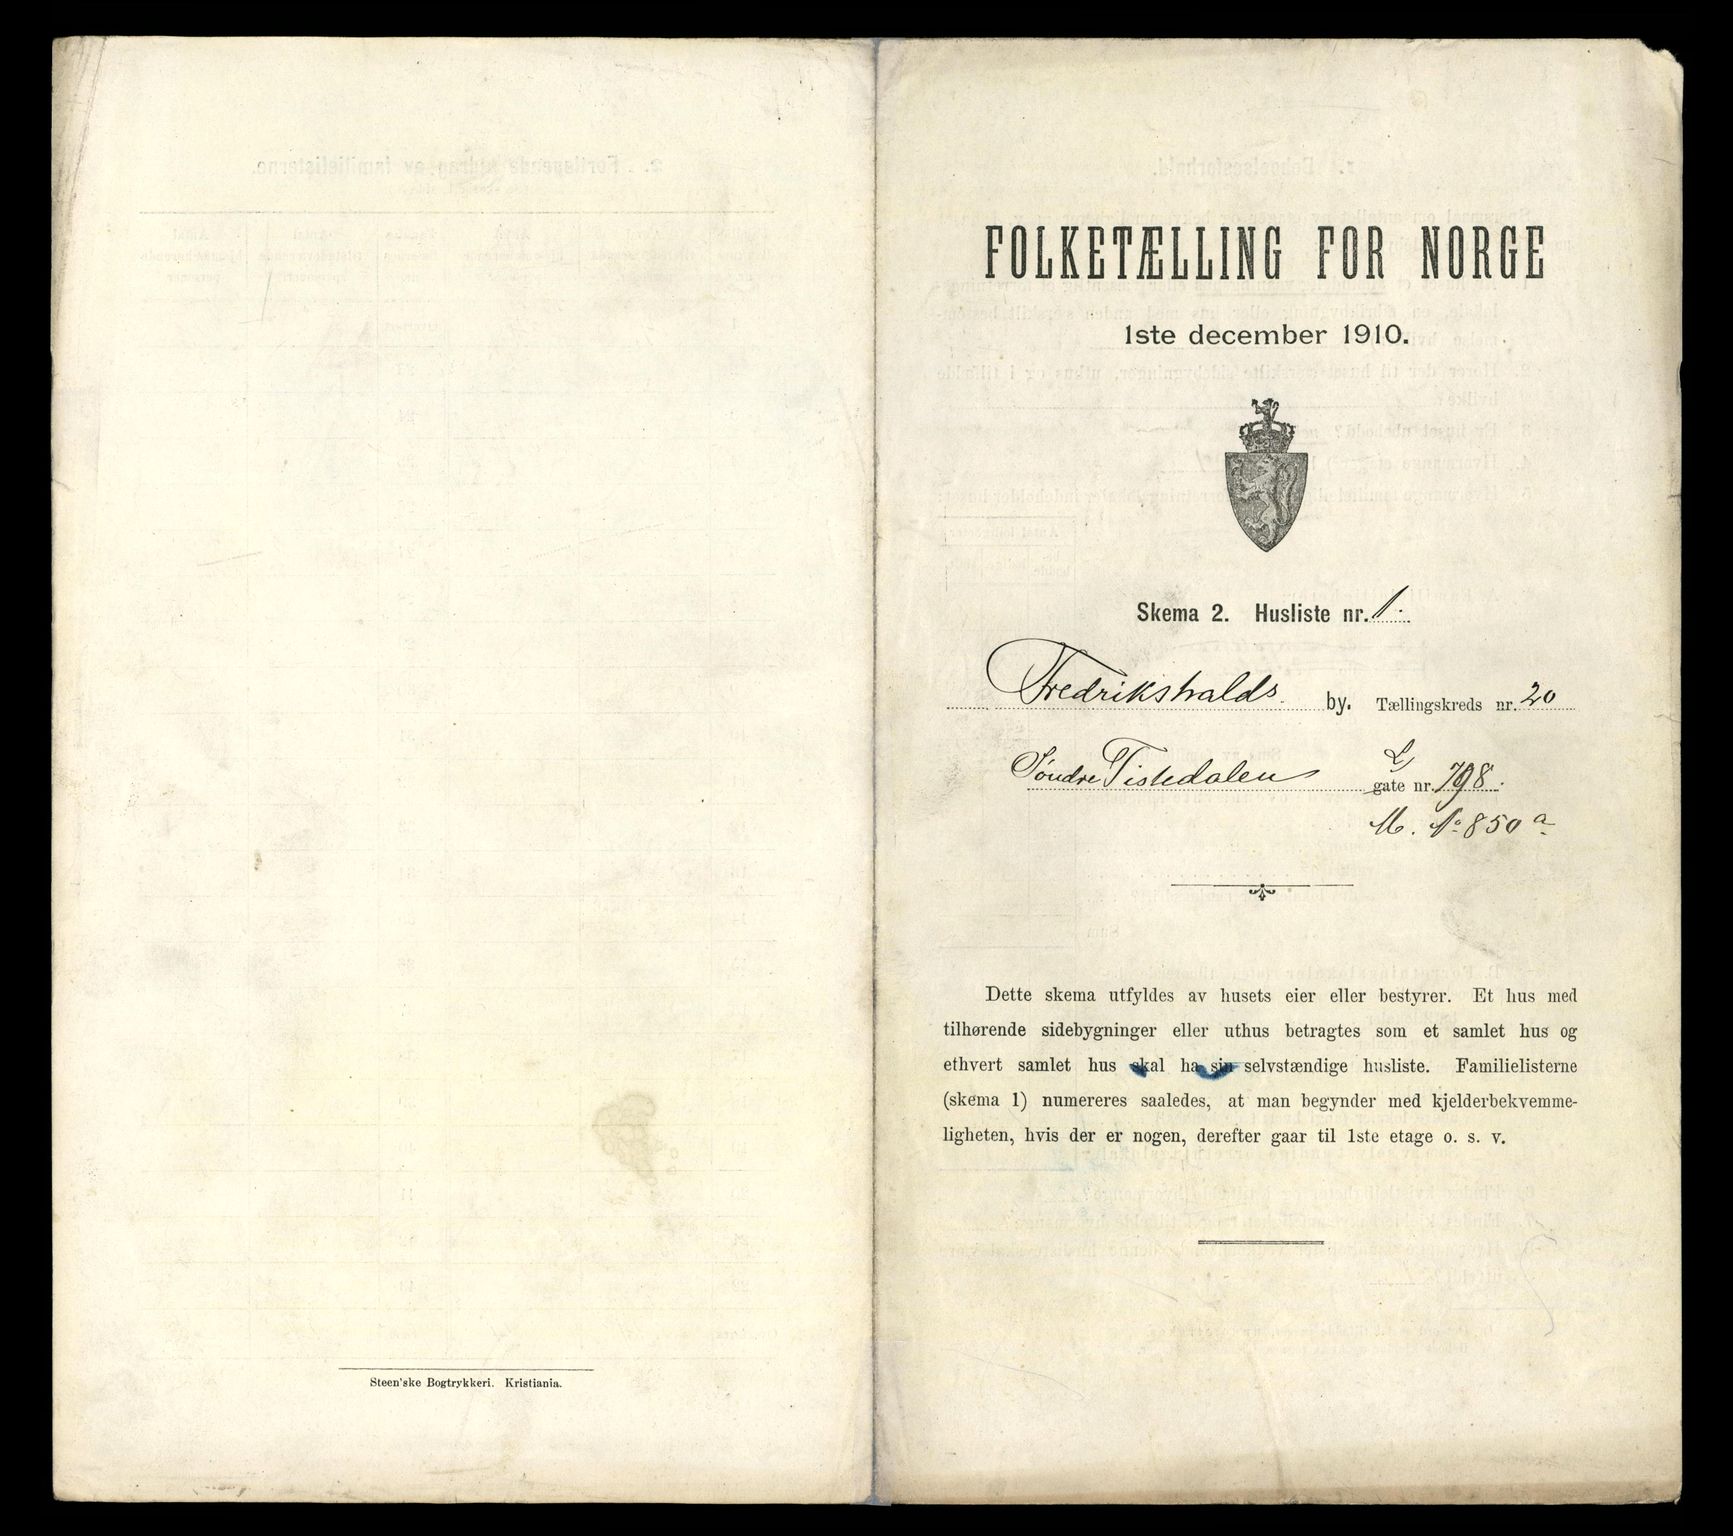 Steen'ske Bogtrykkeri. Kristiania.
FOLKETÆLLING FOR NORGE
1ste december 1910.
Skema 2. Husliste nr. 1.
Fredrikshalds by. Tællingskreds nr. 20
Søndre Tistedalen L gate nr. 798.
M. No 850 a.
Dette skema utfyldes av husets eier eller bestyrer. Et hus med
tilhørende sidebygninger eller uthus betragtes som et samlet hus og
ethvert samlet hus skal ha sin selvstændige husliste. Familielisterne
(skema 1) numereres saaledes, at man begynder med kjelderbekvemme-
ligheten, hvis der er nogen, derefter gaar til 1ste etage o. s. v.